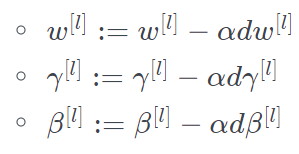 ○ w^[l] := w^[l] − αdw^[l]
○ γ^[l] := γ^[l] − αdγ^[l]
○ β^[l] := β^[l] − αdβ^[l]